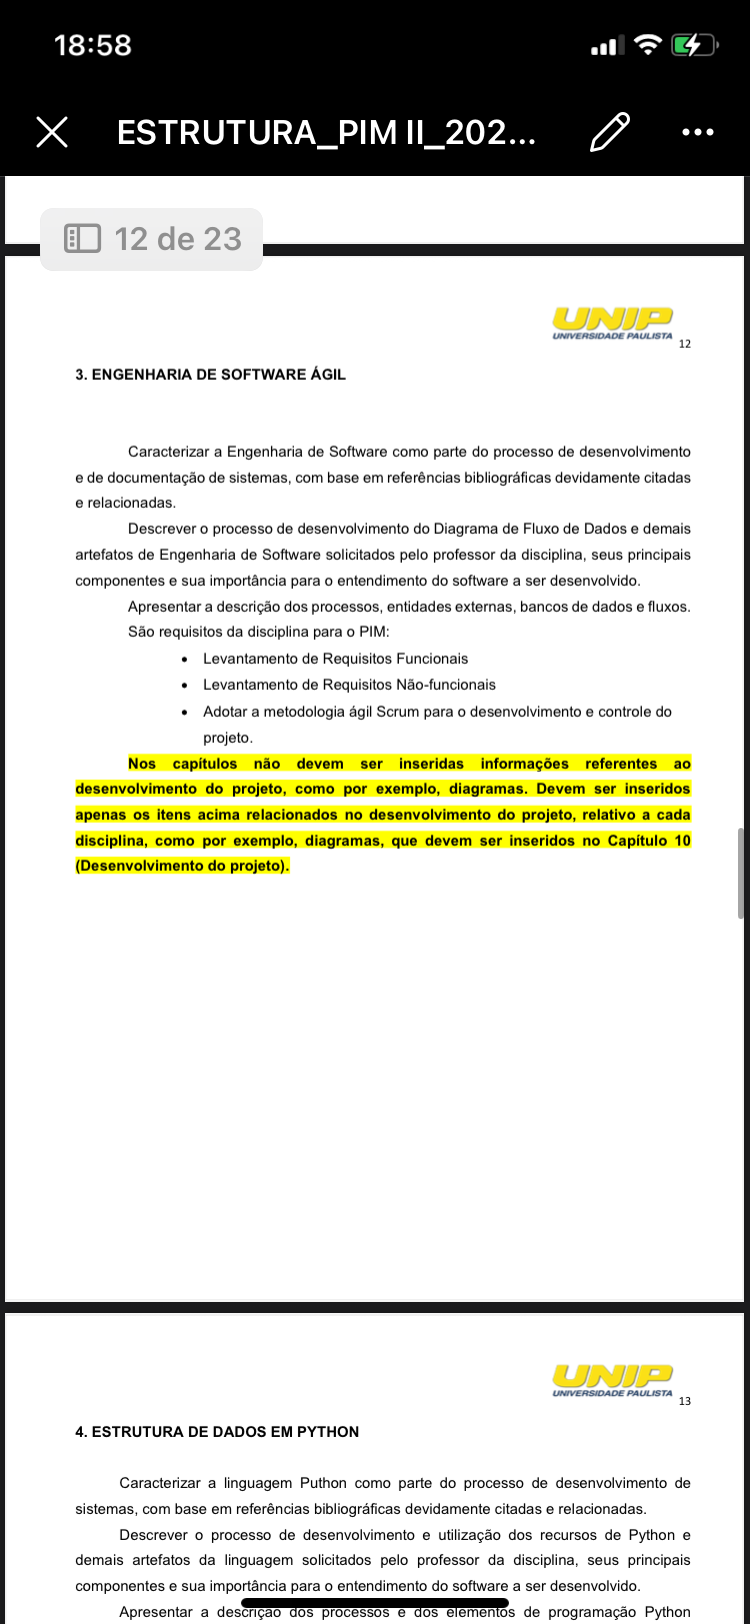 18:58
ESTRUTURA_PIM II_202...
12 de 23
UNIP
UNIVERSIDADE PAULISTA
12
3. ENGENHARIA DE SOFTWARE ÁGIL
Caracterizar a Engenharia de Software como parte do processo de desenvolvimento
e de documentação de sistemas, com base em referências bibliográficas devidamente citadas
e relacionadas.
Descrever o processo de desenvolvimento do Diagrama de Fluxo de Dados e demais
artefatos de Engenharia de Software solicitados pelo professor da disciplina, seus principais
componentes e sua importância para o entendimento do software a ser desenvolvido.
Apresentar a descrição dos processos, entidades externas, bancos de dados e fluxos.
São requisitos da disciplina para o PIM:
• Levantamento de Requisitos Funcionais
• Levantamento de Requisitos Não-funcionais
• Adotar a metodologia ágil Scrum para o desenvolvimento e controle do
projeto.
Nos capítulos não devem ser inseridas informações referentes ao
desenvolvimento do projeto, como por exemplo, diagramas. Devem ser inseridos
apenas os itens acima relacionados no desenvolvimento do projeto, relativo a cada
disciplina, como por exemplo, diagramas, que devem ser inseridos no Capítulo 10
(Desenvolvimento do projeto).
UNIP
UNIVERSIDADE PAULISTA
13
4. ESTRUTURA DE DADOS EM PYTHON
Caracterizar a linguagem Puthon como parte do processo de desenvolvimento de
sistemas, com base em referências bibliográficas devidamente citadas e relacionadas.
Descrever o processo de desenvolvimento e utilização dos recursos de Python e
demais artefatos da linguagem solicitados pelo professor da disciplina, seus principais
componentes e sua importância para o entendimento do software a ser desenvolvido.
Apresentar a descrição dos processos e dos elementos de programação Python